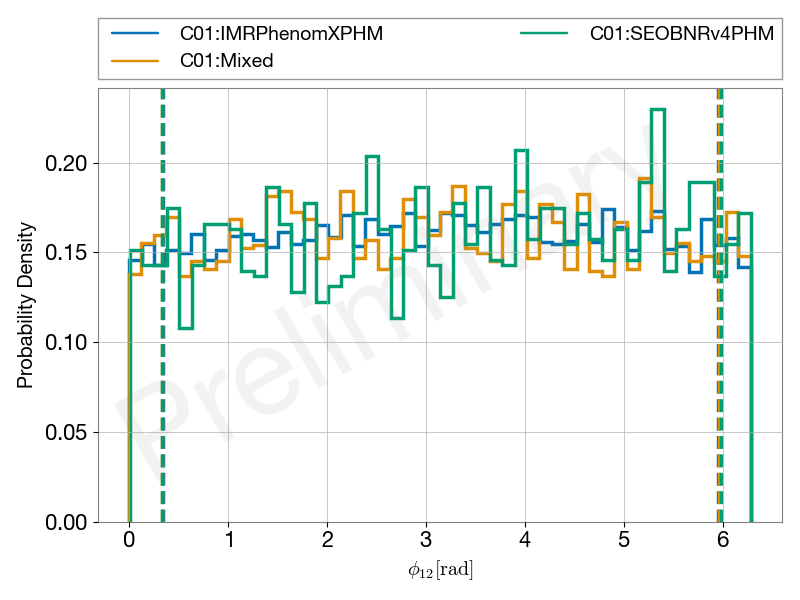 C01:IMRPhenomXPHM
C01:Mixed
C01:SEOBNRv4PHM
Probability Density
0.20
0.15
0.10
0.05
0.00
Preliminary
0 1 2 3 4 5 6
ϕ₁₂[rad]